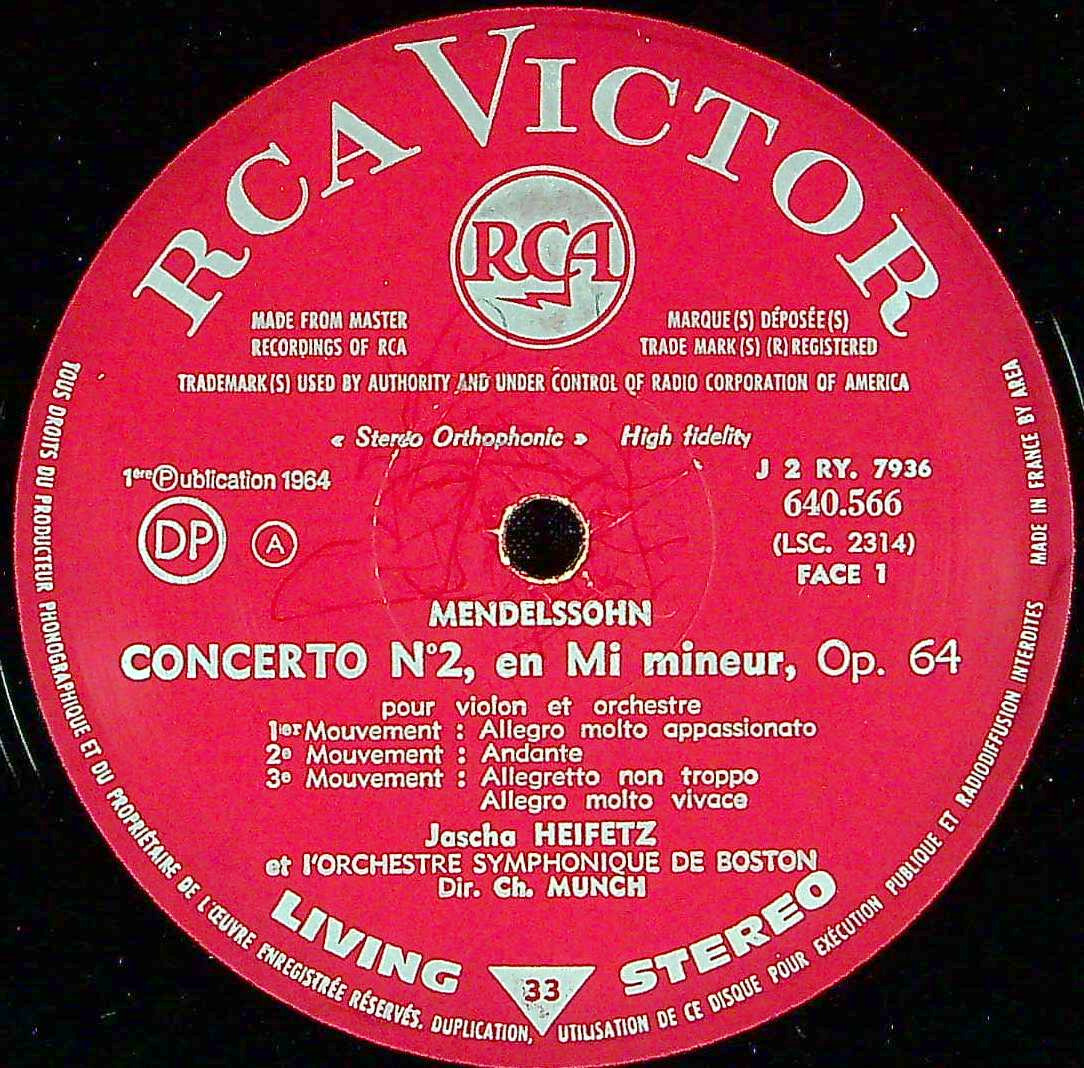 RCA VICTOR
RCA
MADE FROM MASTER
RECORDINGS OF RCA
MARQUE(S) DÉPOSÉE(S)
TRADE MARK(S) (R) REGISTERED
TRADEMARK(S) USED BY AUTHORITY AND UNDER CONTROL OF RADIO CORPORATION OF AMERICA
« Stereo Orthophonic » High fidelity
1ère Ⓟublication 1964
DP
A
J 2 RY. 7936
640.566
(LSC. 2314)
FACE 1
MENDELSSOHN
CONCERTO N°2, en Mi mineur, Op. 64
pour violon et orchestre
1ier Mouvement : Allegro molto appassionato
2e Mouvement : Andante
3e Mouvement : Allegretto non troppo
Allegro molto vivace
Jascha HEIFETZ
et l'ORCHESTRE SYMPHONIQUE DE BOSTON
Dir. Ch. MUNCH
LIVING STEREO
33
TOUS DROITS DU PRODUCTEUR PHONOGRAPHIQUE ET DU PROPRIÉTAIRE DE L'ŒUVRE ENREGISTRÉE RÉSERVÉS. DUPLICATION, UTILISATION DE CE DISQUE POUR EXÉCUTION PUBLIQUE ET RADIODIFFUSION INTERDITES MADE IN FRANCE BY AREA